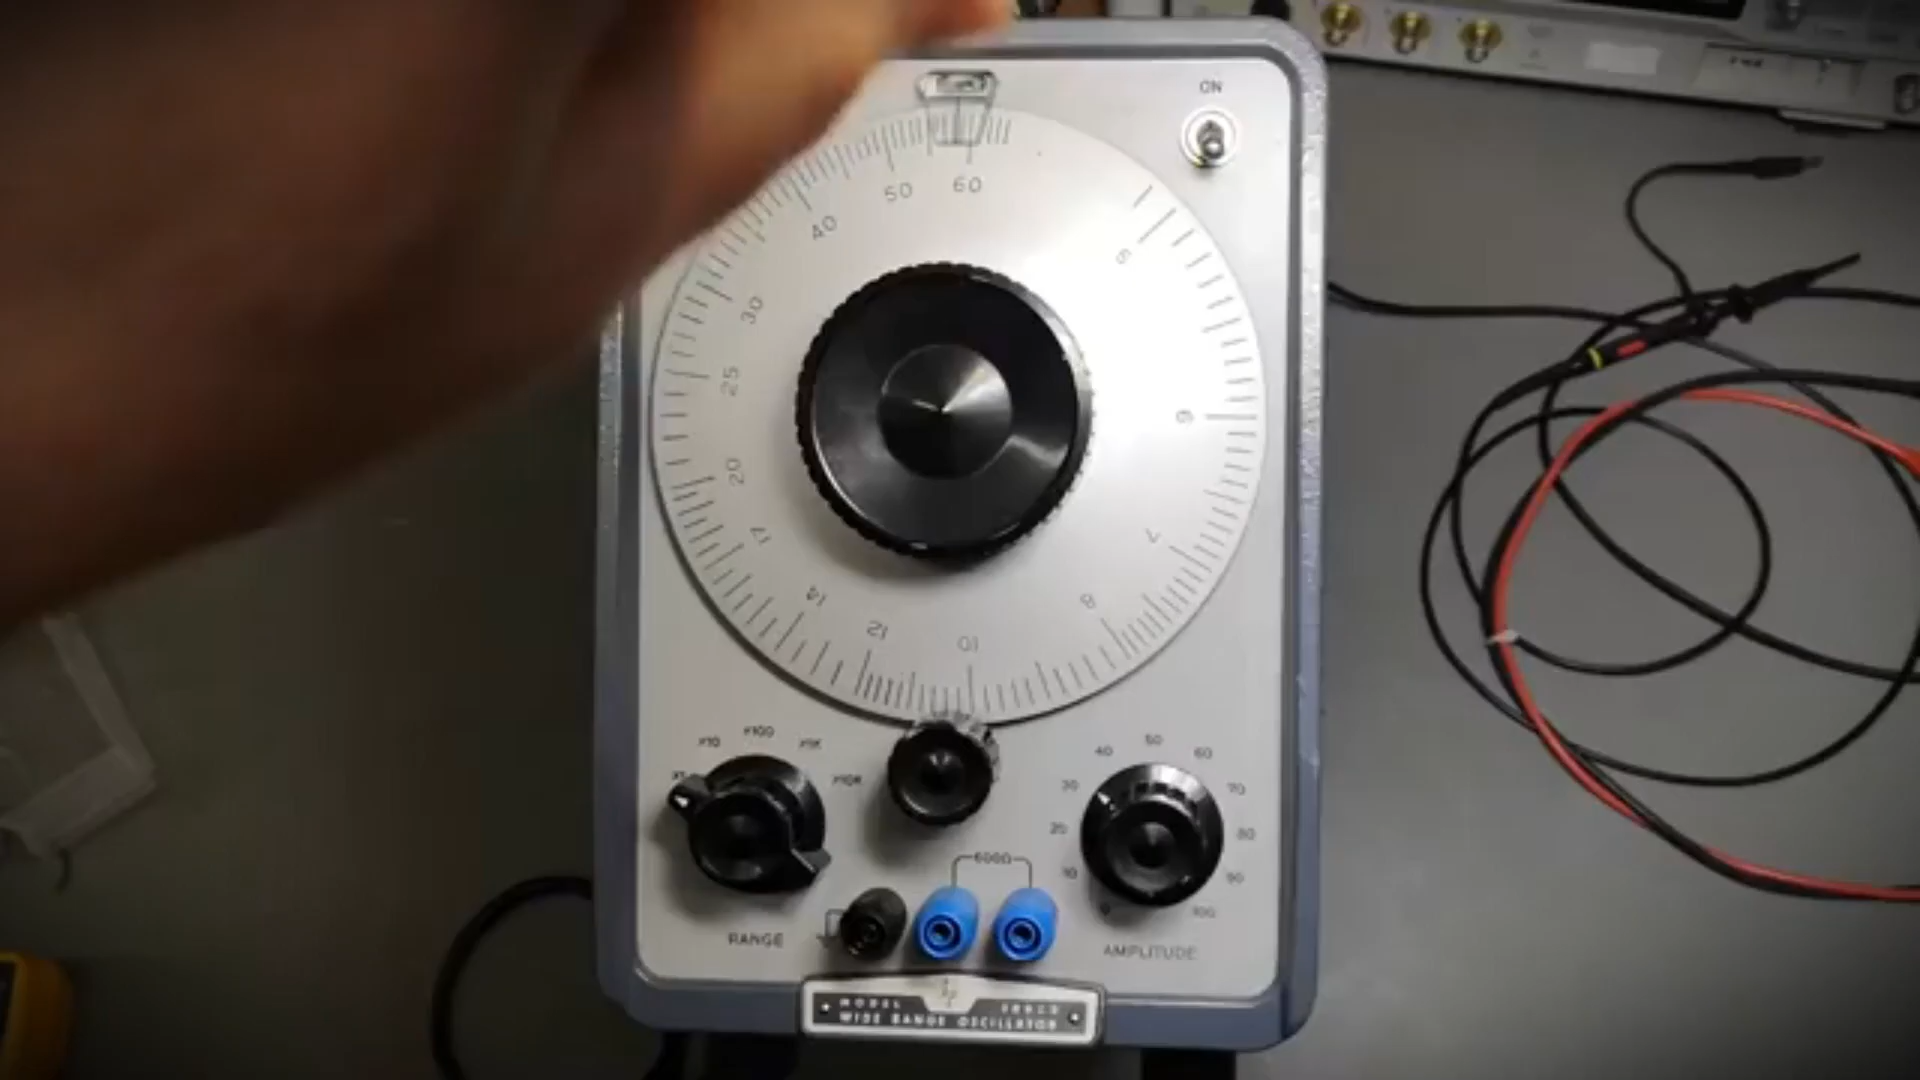 ON
50 60
40
5
30
25
6
20
17
7
14
8
12
10
X1 X10 X100 X1K X10K
0 10 20 30 40 50 60 70 80 90 100
600Ω
RANGE
AMPLITUDE
MODEL
WIDE RANGE OSCILLATOR